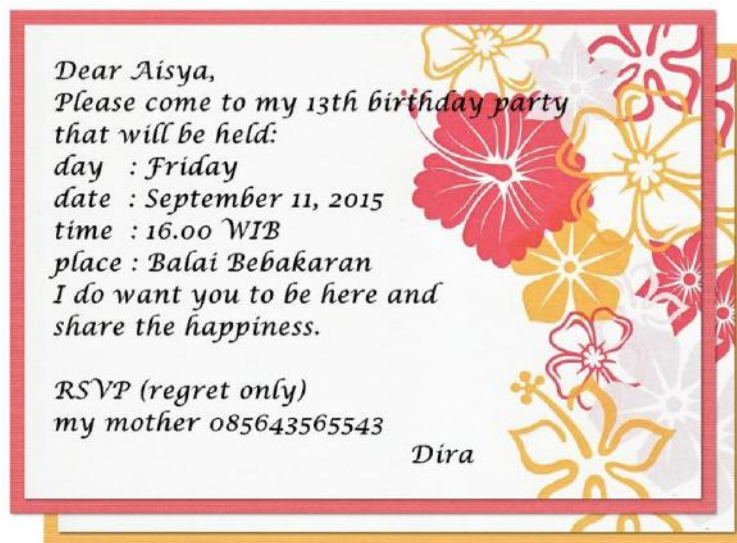 Dear Aisya,
Please come to my 13th birthday party
that will be held:
day : Friday
date : September 11, 2015
time : 16.00 WIB
place : Balai Bebakaran
I do want you to be here and
share the happiness.
RSVP (regret only)
my mother 085643565543
Dira